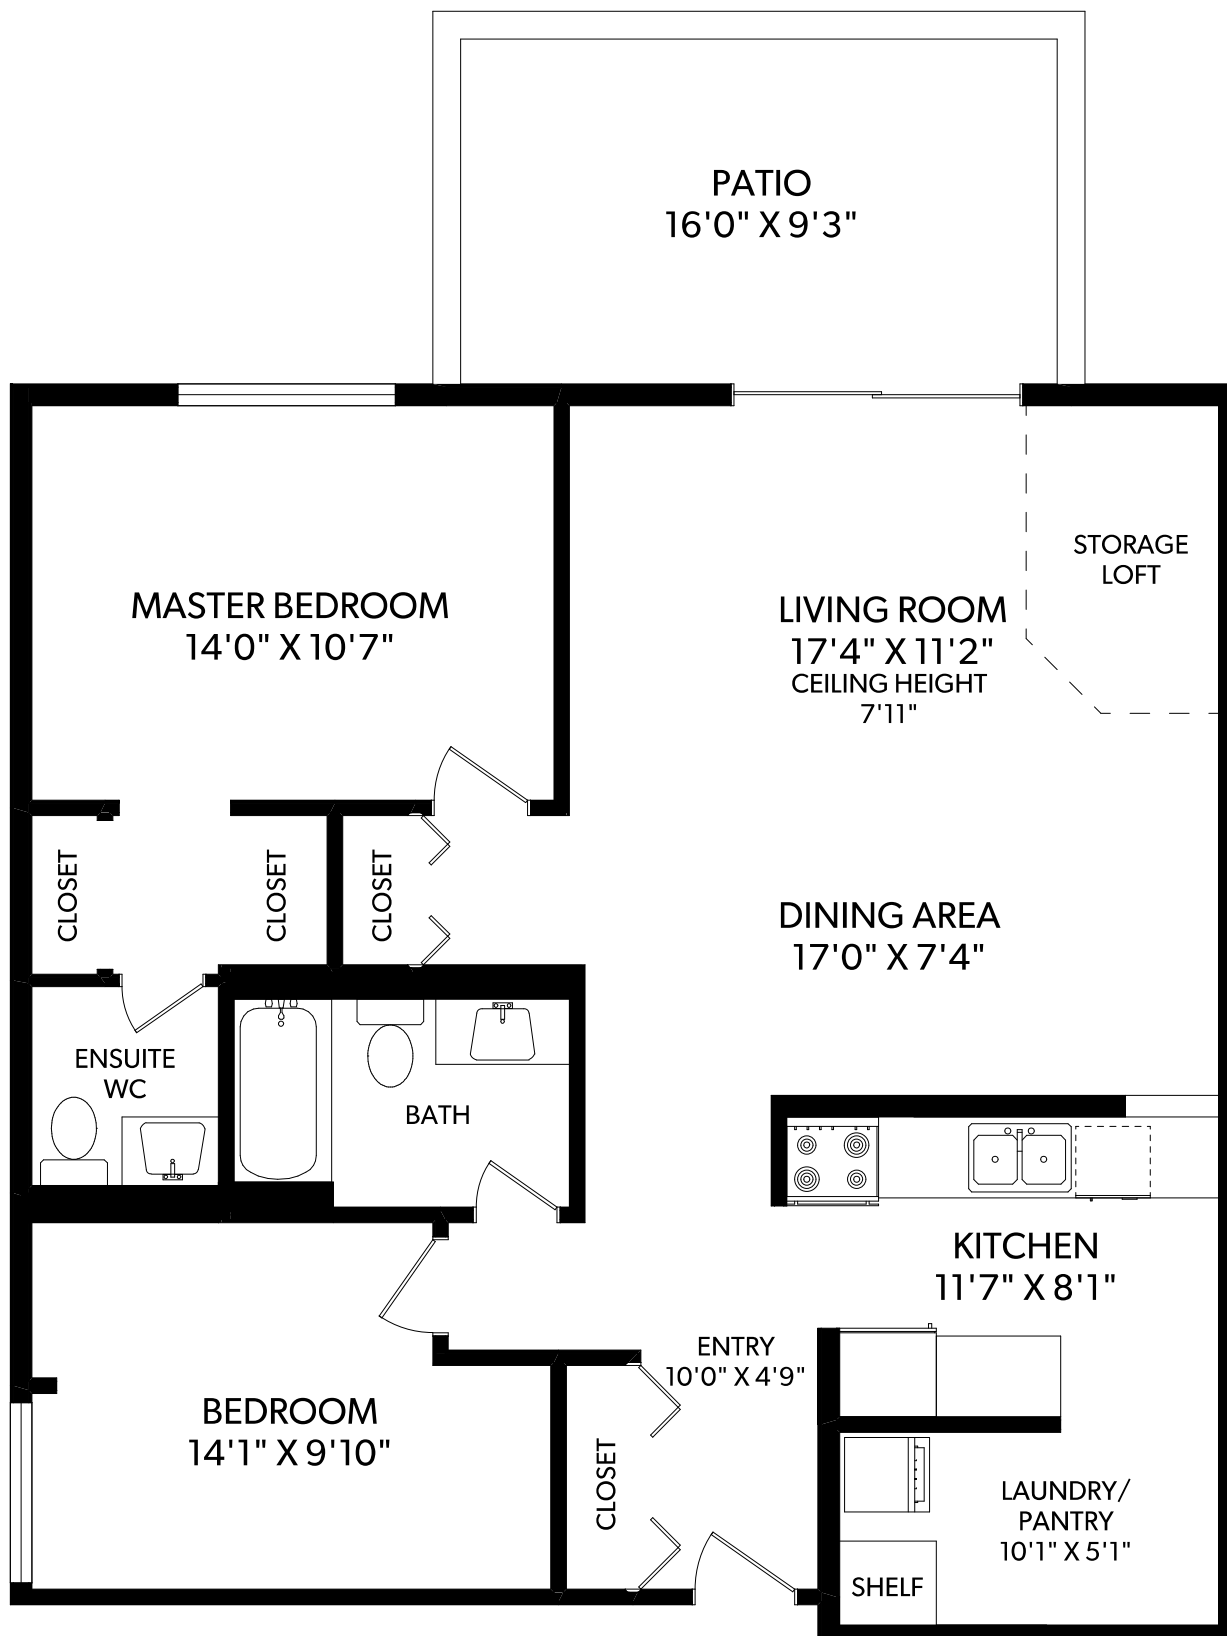 PATIO
16'0" X 9'3"
STORAGE
LOFT
MASTER BEDROOM
14'0" X 10'7"
LIVING ROOM
17'4" X 11'2"
CEILING HEIGHT
7'11"
CLOSET
CLOSET
CLOSET
DINING AREA
17'0" X 7'4"
ENSUITE
WC
BATH
KITCHEN
11'7" X 8'1"
ENTRY
10'0" X 4'9"
BEDROOM
14'1" X 9'10"
CLOSET
LAUNDRY/
PANTRY
10'1" X 5'1"
SHELF